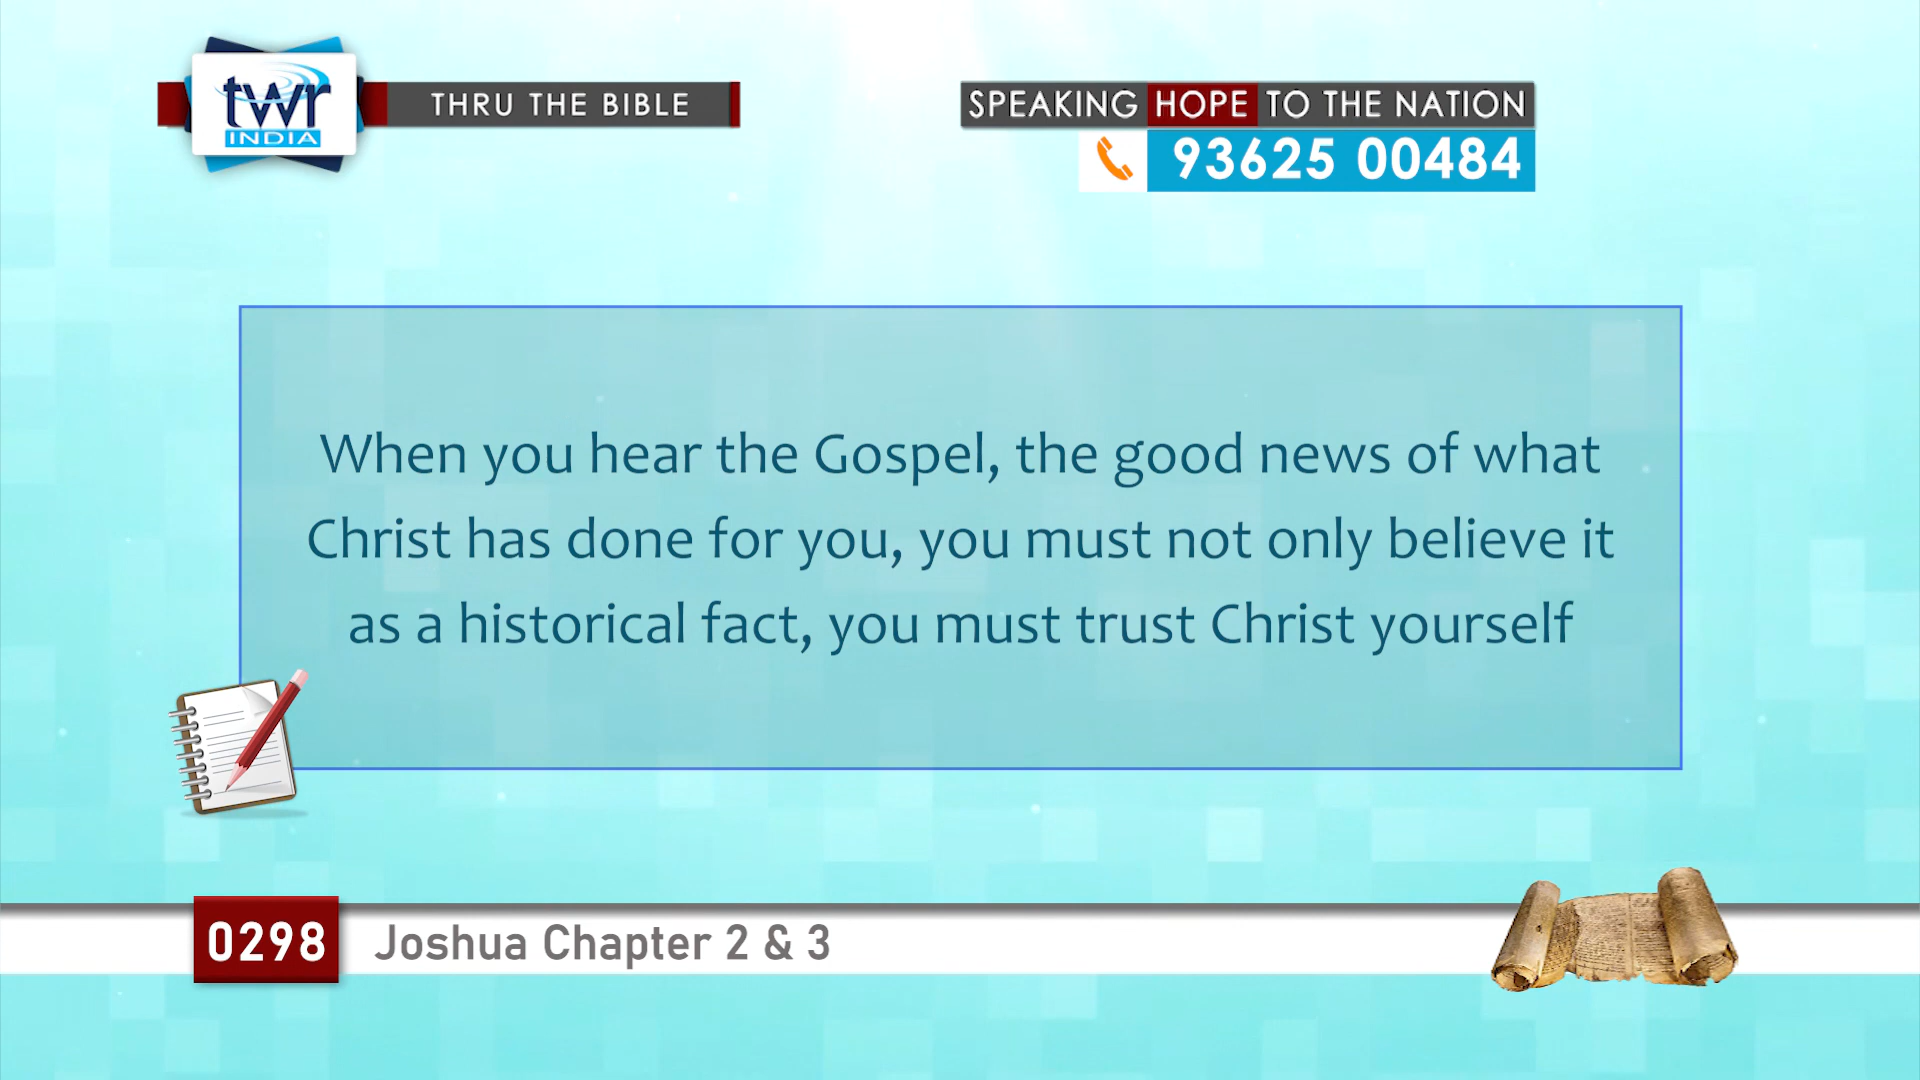 twr
INDIA
THRU THE BIBLE
SPEAKING HOPE TO THE NATION
93625 00484
When you hear the Gospel, the good news of what
Christ has done for you, you must not only believe it
as a historical fact, you must trust Christ yourself
0298
Joshua Chapter 2 & 3